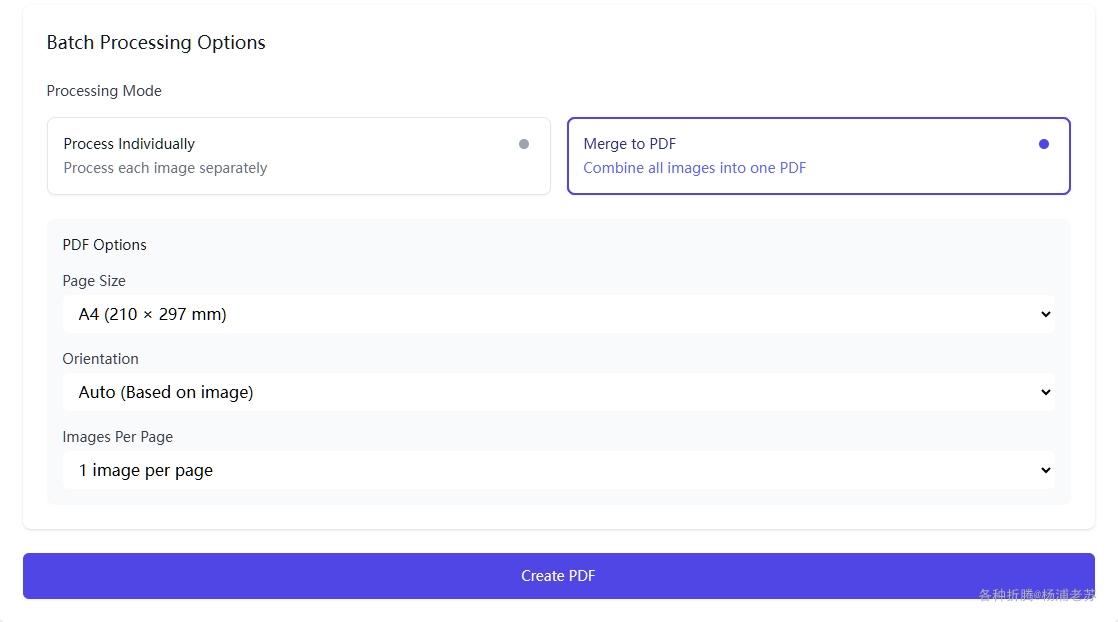 Batch Processing Options
Processing Mode
Process Individually
Process each image separately
Merge to PDF
Combine all images into one PDF
PDF Options
Page Size
A4 (210 × 297 mm)
Orientation
Auto (Based on image)
Images Per Page
1 image per page
Create PDF
各种折腾@杨浦老苏